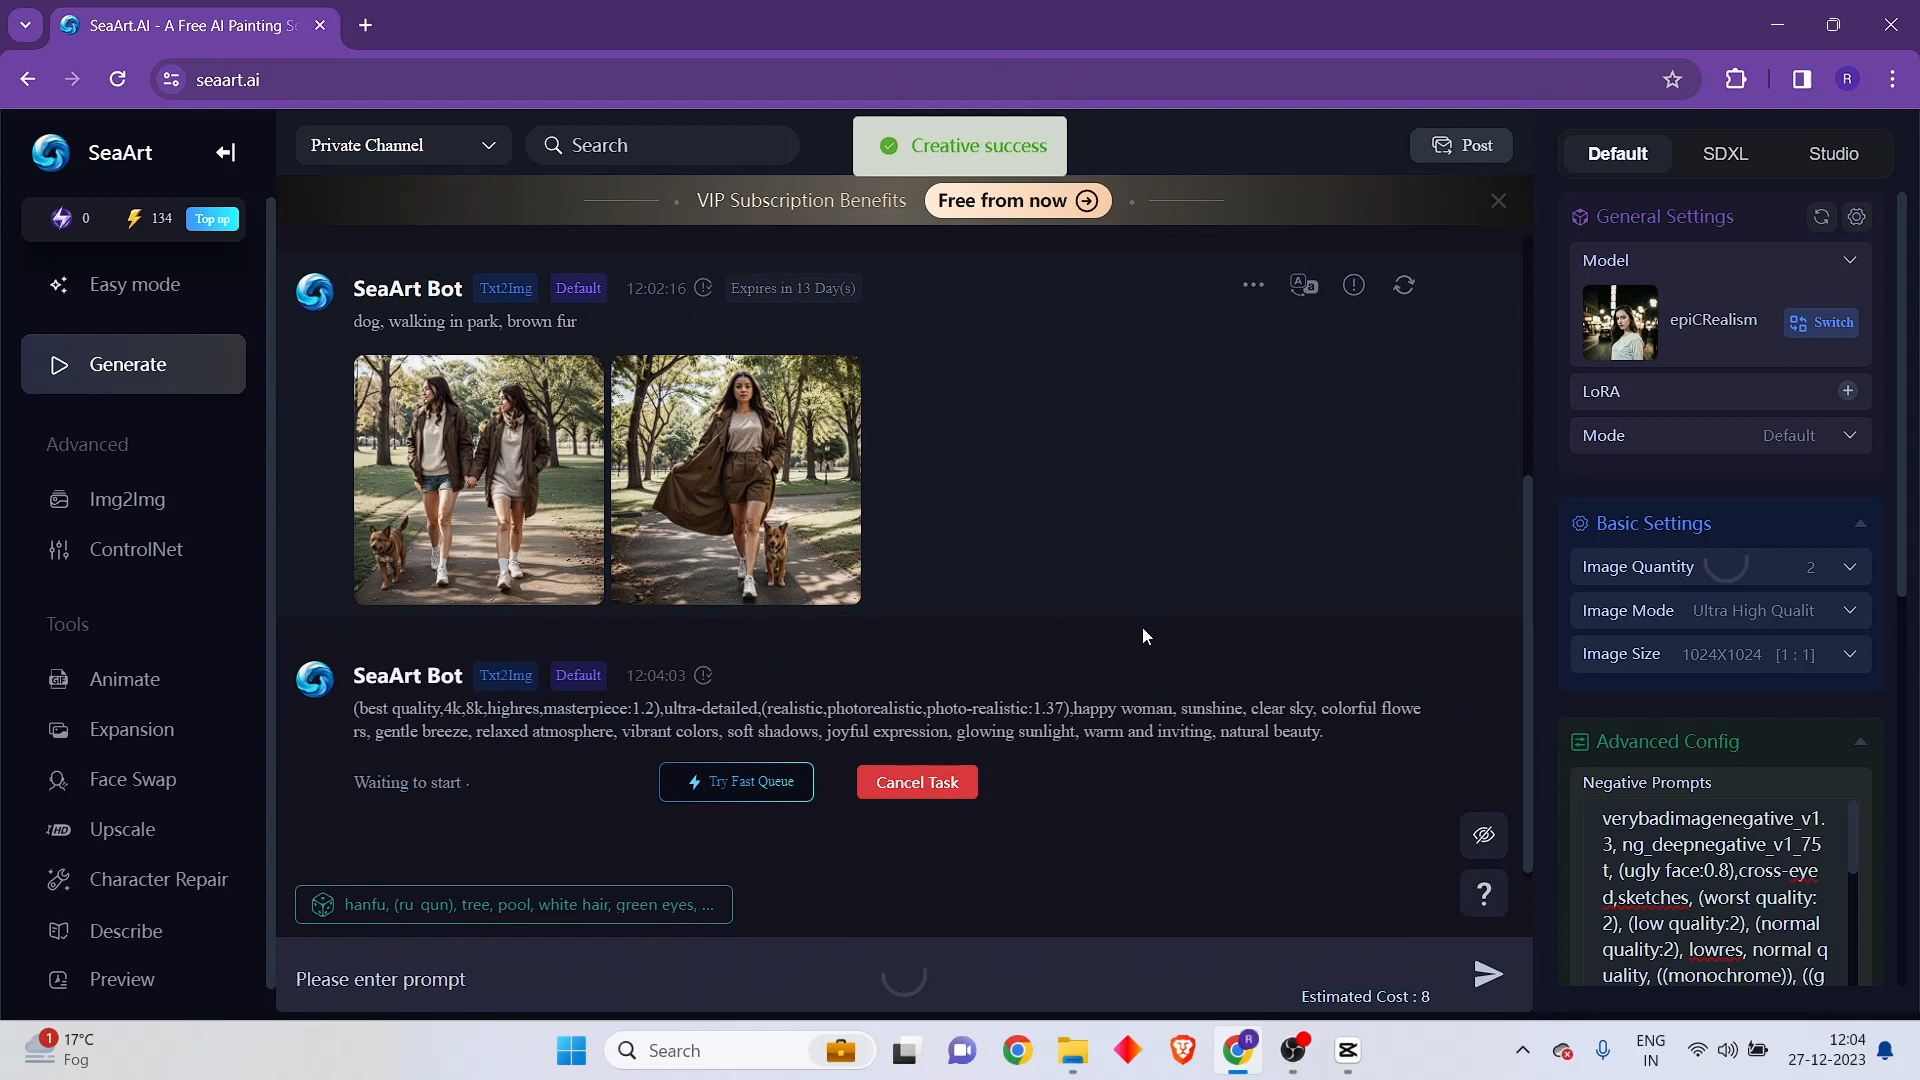 SeaArt.AI - A Free AI Painting Sc
seaart.ai
R
SeaArt
0
134
Top up
Easy mode
Generate
Advanced
Img2Img
ControlNet
Tools
GIF
Animate
Expansion
Face Swap
HD
Upscale
Character Repair
Describe
Preview
Private Channel
Search
Creative success
Post
VIP Subscription Benefits
Free from now
SeaArt Bot
Txt2Img
Default
12:02:16
Expires in 13 Day(s)
dog, walking in park, brown fur
SeaArt Bot
Txt2Img
Default
12:04:03
(best quality,4k,8k,highres,masterpiece:1.2),ultra-detailed,(realistic,photorealistic,photo-realistic:1.37),happy woman, sunshine, clear sky, colorful flowe
rs, gentle breeze, relaxed atmosphere, vibrant colors, soft shadows, joyful expression, glowing sunlight, warm and inviting, natural beauty.
Waiting to start ·
Try Fast Queue
Cancel Task
?
hanfu, (ru qun), tree, pool, white hair, green eyes, ...
Please enter prompt
Estimated Cost : 8
Default
SDXL
Studio
General Settings
Model
epiCRealism
Switch
LoRA
Mode
Default
Basic Settings
Image Quantity
2
Image Mode
Ultra High Qualit
Image Size
1024X1024 [1 : 1]
Advanced Config
Negative Prompts
verybadimagenegative_v1.
3, ng_deepnegative_v1_75
t, (ugly face:0.8),cross-eye
d,sketches, (worst quality:
2), (low quality:2), (normal
quality:2), lowres, normal q
uality, ((monochrome)), ((g
1
17°C
Fog
Search
R
ENG
IN
12:04
27-12-2023